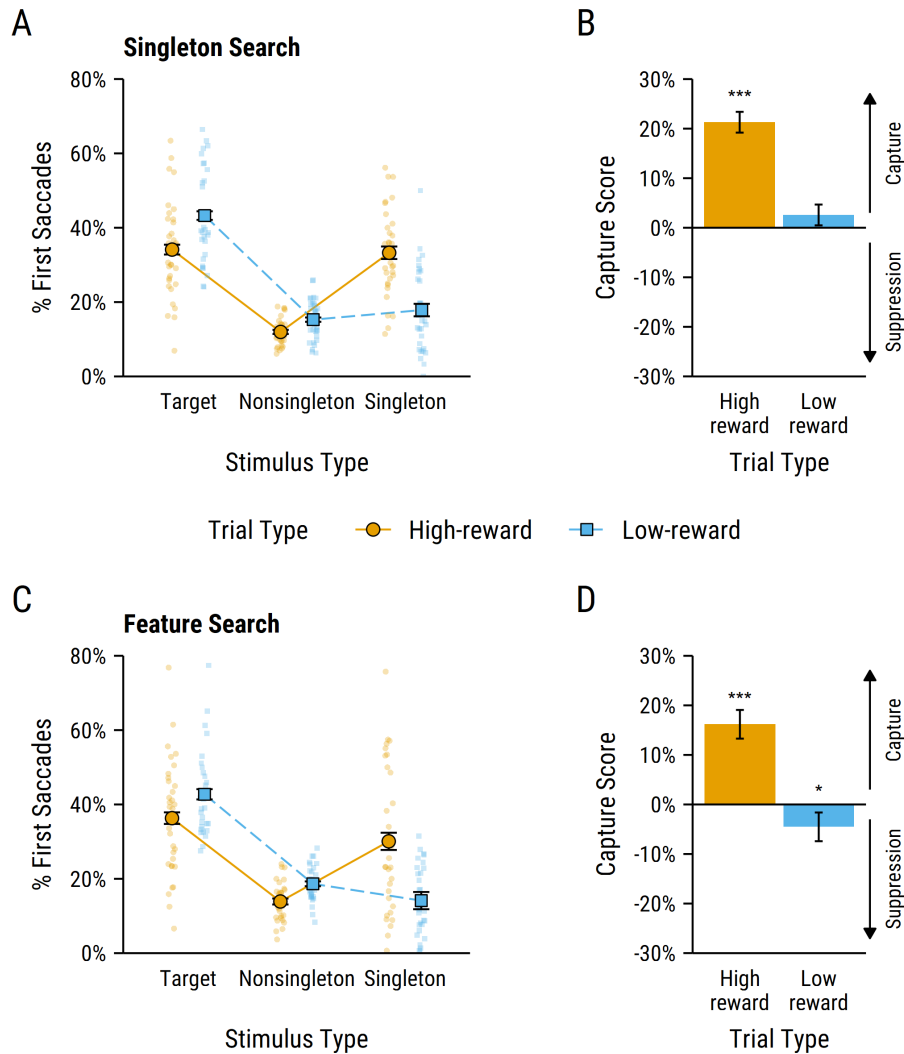 A
Singleton Search
80%
60%
40%
20%
0%
% First Saccades
Target Nonsingleton Singleton
Stimulus Type
B
30%
20%
10%
0%
-10%
-20%
-30%
Capture Score
***
Capture
Suppression
High reward
Low reward
Trial Type
Trial Type High-reward Low-reward
C
Feature Search
80%
60%
40%
20%
0%
% First Saccades
Target Nonsingleton Singleton
Stimulus Type
D
30%
20%
10%
0%
-10%
-20%
-30%
Capture Score
***
*
Capture
Suppression
High reward
Low reward
Trial Type